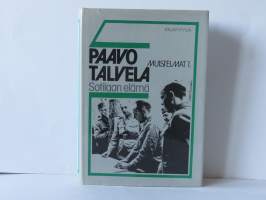 PAAVO
TALVELA
MUISTELMAT 1.
Sotilaan elämä